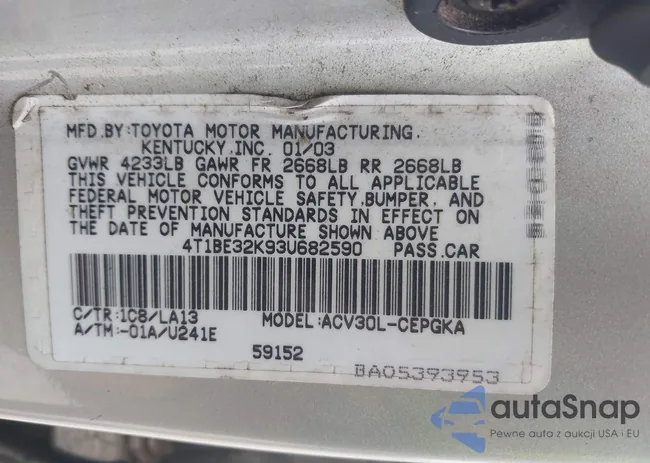 MFD.BY:TOYOTA MOTOR MANUFACTURING.
KENTUCKY.INC. 01/03
GVWR 4233LB GAWR FR 2668LB RR 2668LB
THIS VEHICLE CONFORMS TO ALL APPLICABLE
FEDERAL MOTOR VEHICLE SAFETY,BUMPER, AND
THEFT PREVENTION STANDARDS IN EFFECT ON
THE DATE OF MANUFACTURE SHOWN ABOVE
4T1BE32K93U682590 PASS.CAR
C/TR:1C8/LA13 MODEL:ACV30L-CEPGKA
A/TM:-01A/U241E
59152
BA05393953
autaSnap
Pewne auta z aukcji USA i EU